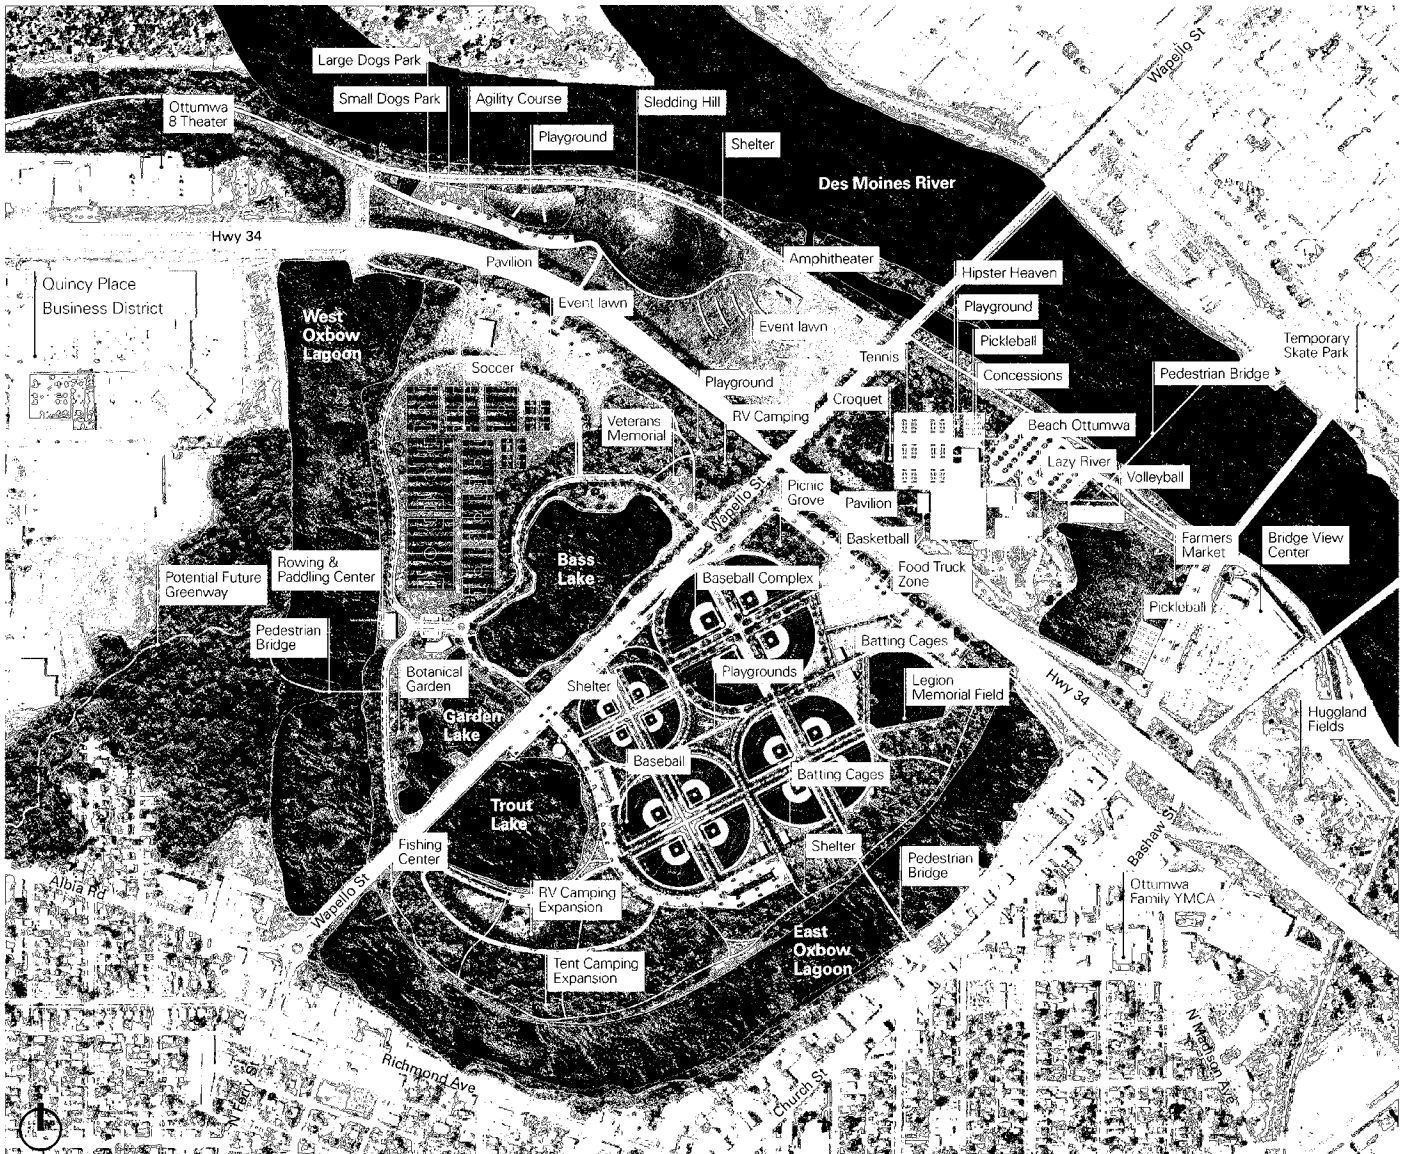 Wapello St
Large Dogs Park
Small Dogs Park
Agility Course
Sledding Hill
Ottumwa
8 Theater
Playground
Shelter
Des Moines River
Hwy 34
Pavilion
Amphitheater
Hipster Heaven
Quincy Place
Business District
Event lawn
Playground
West
Oxbow
Lagoon
Event lawn
Pickleball
Temporary
Skate Park
Tennis
Soccer
Concessions
Pedestrian Bridge
Playground
Croquet
RV Camping
Veterans
Memorial
Beach Ottumwa
Lazy River
Volleyball
Picnic
Grove
Pavilion
Wapello St
Basketball
Farmers
Market
Bridge View
Center
Bass
Lake
Rowing &
Paddling Center
Potential Future
Greenway
Baseball Complex
Food Truck
Zone
Pickleball
Pedestrian
Bridge
Batting Cages
Botanical
Garden
Shelter
Playgrounds
Legion
Memorial Field
Hwy 34
Garden
Lake
Huggland
Fields
Baseball
Batting Cages
Trout
Lake
Fishing
Center
Shelter
Pedestrian
Bridge
Bashaw St
Albia Rd
Wapello St
RV Camping
Expansion
Ottumwa
Family YMCA
East
Oxbow
Lagoon
Tent Camping
Expansion
Richmond Ave
Church St
N Madison Ave
N Ferry St